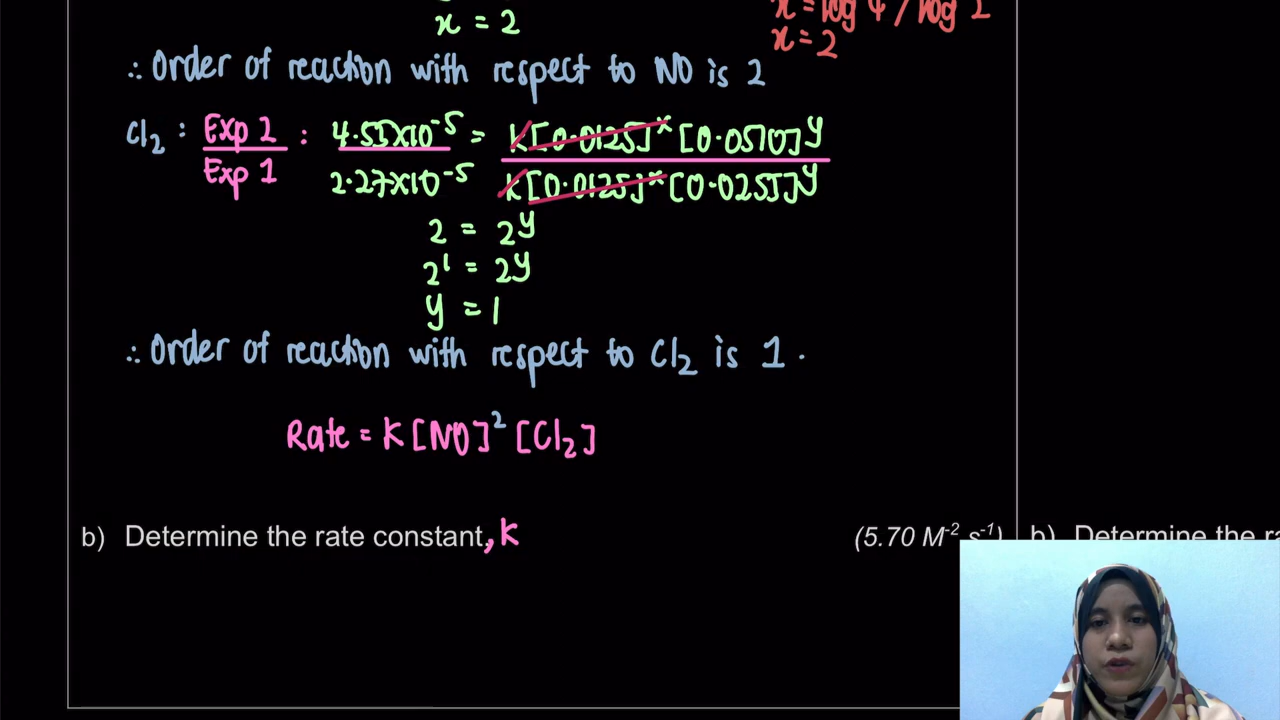 x = 2
x = log 4 / log 2
x = 2
∴ Order of reaction with respect to NO is 2
Cl₂ : Exp 2 / Exp 1 : 4.55×10⁻⁵ / 2.27×10⁻⁵ = k[0.0125]ˣ [0.0510]ʸ / k[0.0125]ˣ [0.0255]ʸ
2 = 2ʸ
2¹ = 2ʸ
y = 1
∴ Order of reaction with respect to Cl₂ is 1.
Rate = k [NO]² [Cl₂]
b) Determine the rate constant, k (5.70 M⁻² s⁻¹)
b) Determine the